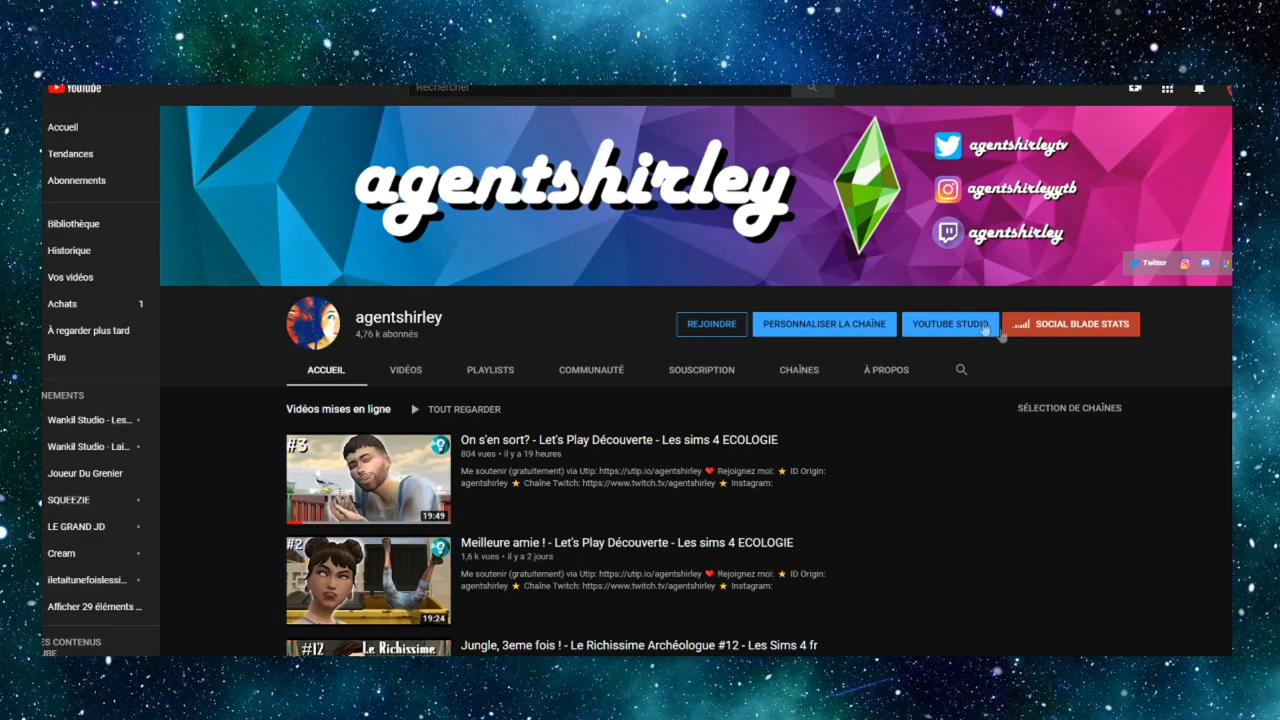 YouTube
Rechercher
Accueil
Tendances
Abonnements
Bibliothèque
Historique
Vos vidéos
Achats 1
À regarder plus tard
Plus
NEMENTS
Wankil Studio - Les...
Wankil Studio - Lai...
Joueur Du Grenier
SQUEEZIE
LE GRAND JD
Cream
iletaitunefoislessi...
Afficher 29 éléments ...
ES CONTENUS
UBE
agentshirley
agentshirleytv
agentshirleyytb
agentshirley
Twitter
agentshirley
4,76 k abonnés
REJOINDRE
PERSONNALISER LA CHAÎNE
YOUTUBE STUDIO
SOCIAL BLADE STATS
ACCUEIL VIDÉOS PLAYLISTS COMMUNAUTÉ SOUSCRIPTION CHAÎNES À PROPOS
Vidéos mises en ligne TOUT REGARDER
SÉLECTION DE CHAÎNES
#3
19:49
On s'en sort? - Let's Play Découverte - Les sims 4 ECOLOGIE
804 vues • il y a 19 heures
Me soutenir (gratuitement) via Utip: https://utip.io/agentshirley ❤ Rejoignez moi: ⭐ ID Origin:
agentshirley ⭐ Chaîne Twitch: https://www.twitch.tv/agentshirley ⭐ Instagram:
#2
19:24
Meilleure amie ! - Let's Play Découverte - Les sims 4 ECOLOGIE
1,6 k vues • il y a 2 jours
Me soutenir (gratuitement) via Utip: https://utip.io/agentshirley ❤ Rejoignez moi: ⭐ ID Origin:
agentshirley ⭐ Chaîne Twitch: https://www.twitch.tv/agentshirley ⭐ Instagram:
#12 Le Richissime
Jungle, 3eme fois ! - Le Richissime Archéologue #12 - Les Sims 4 fr